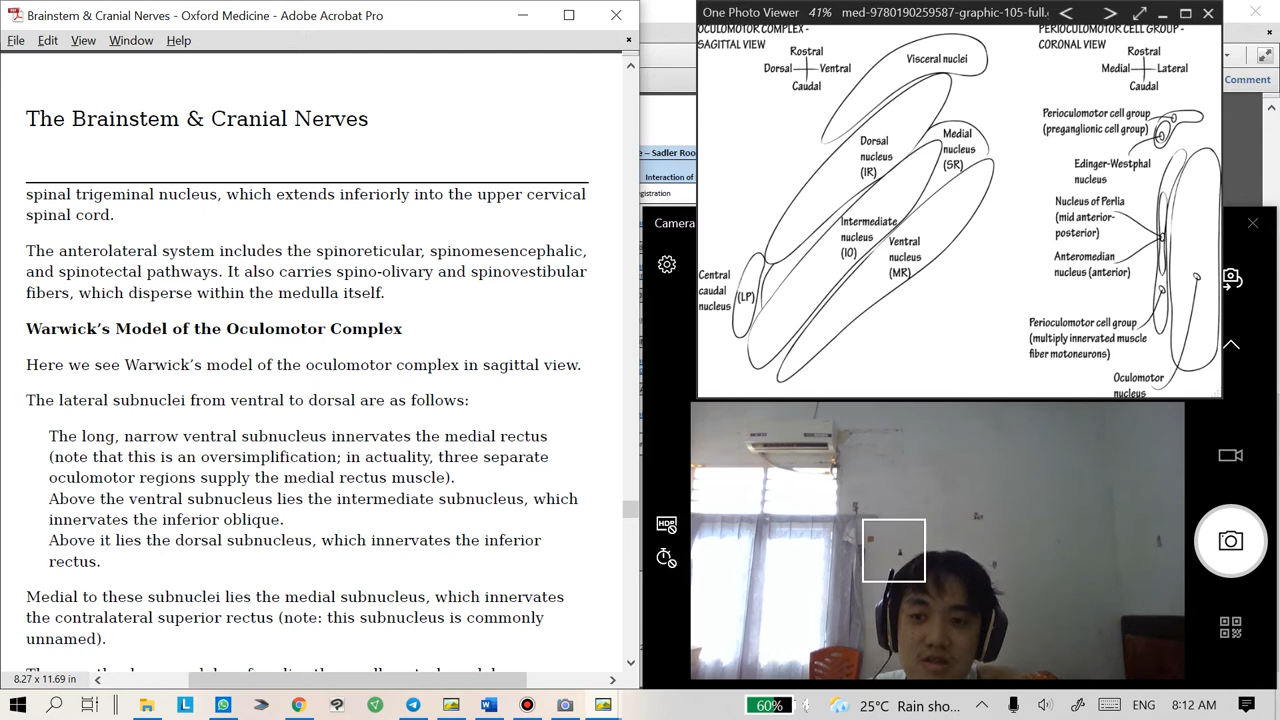 Brainstem & Cranial Nerves - Oxford Medicine - Adobe Acrobat Pro
File Edit View Window Help
The Brainstem & Cranial Nerves
spinal trigeminal nucleus, which extends inferiorly into the upper cervical
spinal cord.
The anterolateral system includes the spinoreticular, spinomesencephalic,
and spinotectal pathways. It also carries spino-olivary and spinovestibular
fibers, which disperse within the medulla itself.
Warwick’s Model of the Oculomotor Complex
Here we see Warwick’s model of the oculomotor complex in sagittal view.
The lateral subnuclei from ventral to dorsal are as follows:
The long, narrow ventral subnucleus innervates the medial rectus
(note that this is an oversimplification; in actuality, three separate
oculomotor regions supply the medial rectus muscle).
Above the ventral subnucleus lies the intermediate subnucleus, which
innervates the inferior oblique.
Above it lies the dorsal subnucleus, which innervates the inferior
rectus.
Medial to these subnuclei lies the medial subnucleus, which innervates
the contralateral superior rectus (note: this subnucleus is commonly
unnamed).
8.27 x 11.69 in
One Photo Viewer 41% med-9780190259587-graphic-105-full.
OCULOMOTOR COMPLEX -
SAGITTAL VIEW
Rostral
Dorsal Ventral
Caudal
Visceral nuclei
Dorsal
nucleus
(IR)
Medial
nucleus
(SR)
Intermediate
nucleus
(IO)
Ventral
nucleus
(MR)
Central
caudal
nucleus
(LP)
PERIOCULOMOTOR CELL GROUP -
CORONAL VIEW
Rostral
Medial Lateral
Caudal
Perioculomotor cell group
(preganglionic cell group)
Edinger-Westphal
nucleus
Nucleus of Perlia
(mid anterior-
posterior)
Anteromedian
nucleus (anterior)
Perioculomotor cell group
(multiply innervated muscle
fiber motoneurons)
Oculomotor
nucleus
Comment
e – Sadler Roo
Interaction of
registration
Camera
HDR
60%
25°C Rain sho...
ENG
8:12 AM